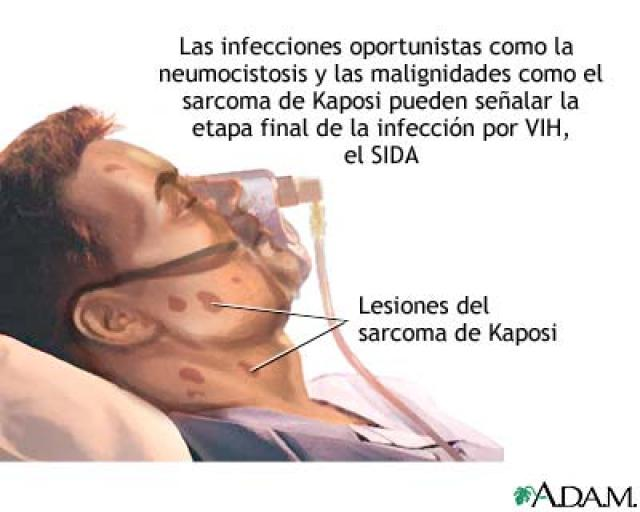 Las infecciones oportunistas como la
neumocistosis y las malignidades como el
sarcoma de Kaposi pueden señalar la
etapa final de la infección por VIH,
el SIDA
Lesiones del
sarcoma de Kaposi
A.D.A.M.